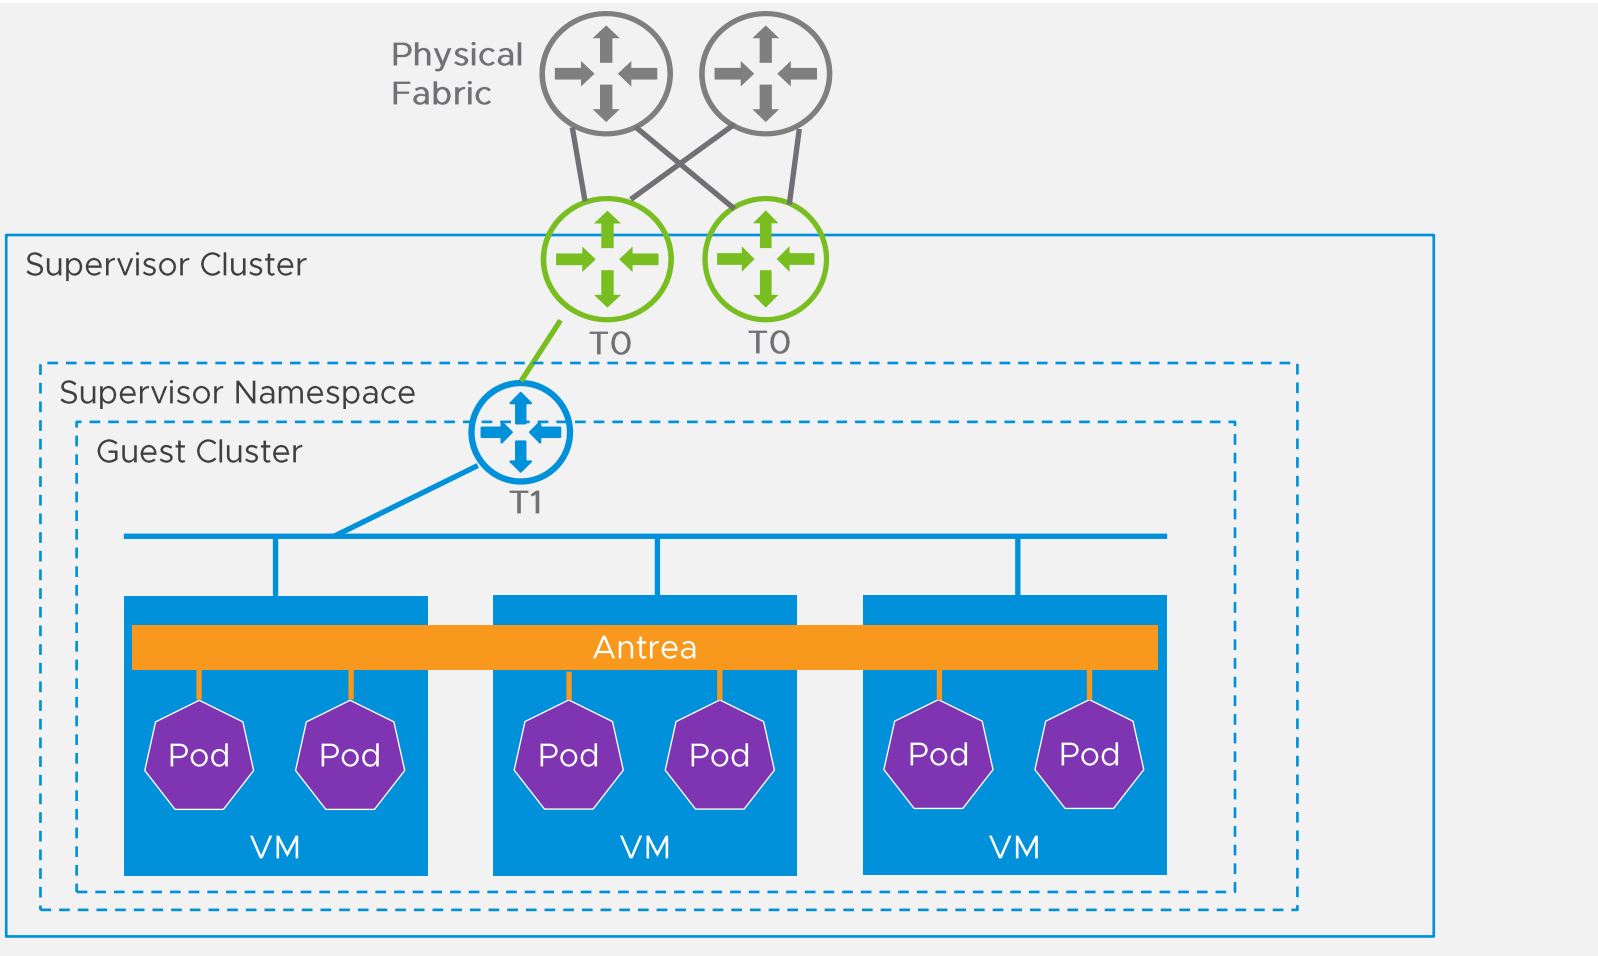 Physical
Fabric
Supervisor Cluster
T0
T0
Supervisor Namespace
Guest Cluster
T1
Antrea
Pod
Pod
Pod
Pod
Pod
Pod
VM
VM
VM